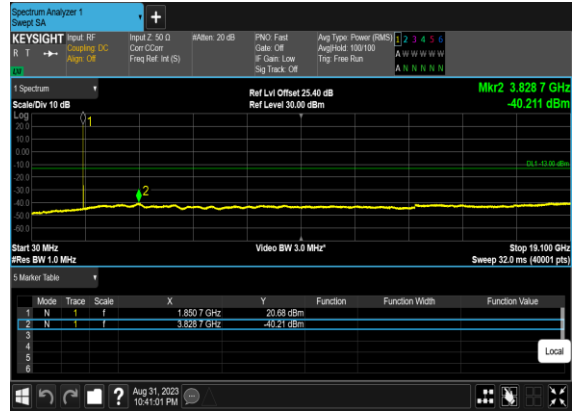 Spectrum Analyzer 1
Swept SA
+
KEYSIGHT Input: RF Input Z: 50 Ω #Atten: 20 dB PNO: Fast Avg Type: Power (RMS) 1 2 3 4 5 6
R T Coupling: DC Corr CCorr Gate: Off Avg|Hold: 100/100 A W W W W W
Align: Off Freq Ref: Int (S) IF Gain: Low Trig: Free Run
Sig Track: Off A N N N N N
1 Spectrum Ref Lvl Offset 25.40 dB Mkr2 3.828 7 GHz
Scale/Div 10 dB Ref Level 30.00 dBm -40.211 dBm
Log
1
20.0
10.0
0.00
-10.0
DL1 -13.00 dBm
-20.0
-30.0
2
-40.0
-50.0
-60.0
Start 30 MHz Video BW 3.0 MHz* Stop 19.100 GHz
#Res BW 1.0 MHz Sweep 32.0 ms (40001 pts)
5 Marker Table
Mode Trace Scale X Y Function Function Width Function Value
1 N 1 f 1.850 7 GHz 20.68 dBm
2 N 1 f 3.828 7 GHz -40.21 dBm
3
4
5
6
Local
? Aug 31, 2023
10:41:01 PM